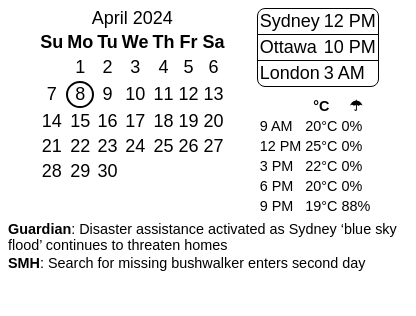 April 2024
Su Mo Tu We Th Fr Sa
1 2 3 4 5 6
7 8 9 10 11 12 13
14 15 16 17 18 19 20
21 22 23 24 25 26 27
28 29 30
Sydney 12 PM
Ottawa 10 PM
London 3 AM
°C ☂
9 AM 20°C 0%
12 PM 25°C 0%
3 PM 22°C 0%
6 PM 20°C 0%
9 PM 19°C 88%
Guardian: Disaster assistance activated as Sydney ‘blue sky
flood’ continues to threaten homes
SMH: Search for missing bushwalker enters second day